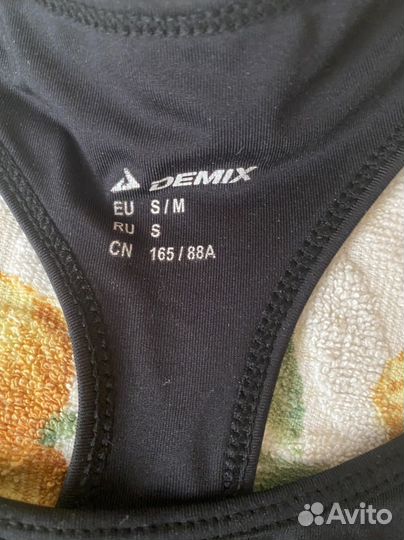 DEMIX
EU S/M
RU S
CN 165/88A
Avito